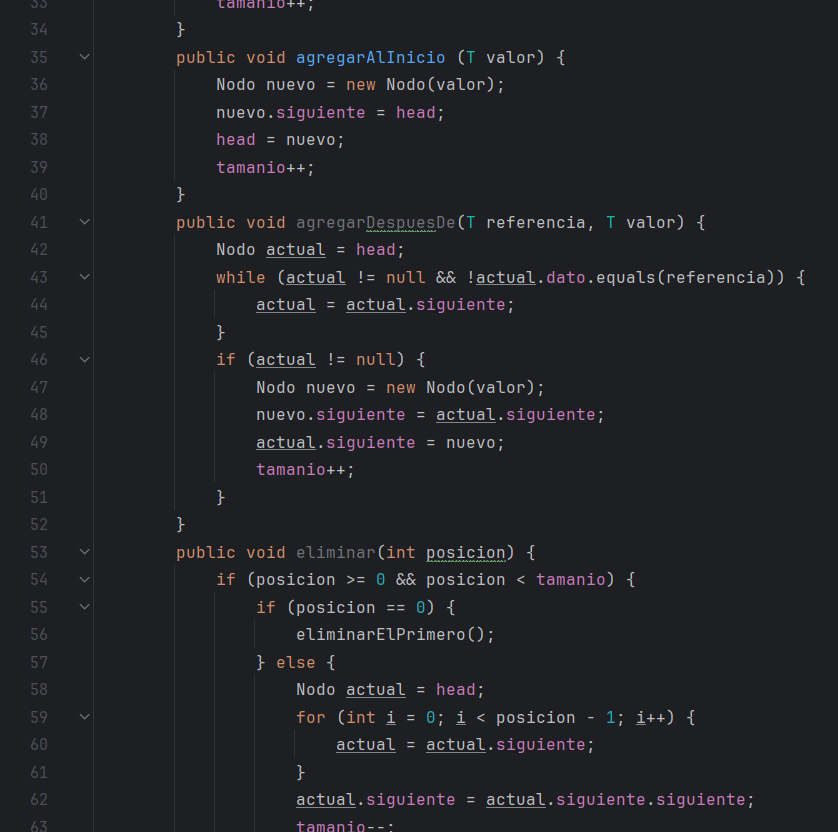 33 tamanio++;
34 }
35 public void agregarAlInicio (T valor) {
36 Nodo nuevo = new Nodo(valor);
37 nuevo.siguiente = head;
38 head = nuevo;
39 tamanio++;
40 }
41 public void agregarDespuesDe(T referencia, T valor) {
42 Nodo actual = head;
43 while (actual != null && !actual.dato.equals(referencia)) {
44 actual = actual.siguiente;
45 }
46 if (actual != null) {
47 Nodo nuevo = new Nodo(valor);
48 nuevo.siguiente = actual.siguiente;
49 actual.siguiente = nuevo;
50 tamanio++;
51 }
52 }
53 public void eliminar(int posicion) {
54 if (posicion >= 0 && posicion < tamanio) {
55 if (posicion == 0) {
56 eliminarElPrimero();
57 } else {
58 Nodo actual = head;
59 for (int i = 0; i < posicion - 1; i++) {
60 actual = actual.siguiente;
61 }
62 actual.siguiente = actual.siguiente.siguiente;
63 tamanio--;